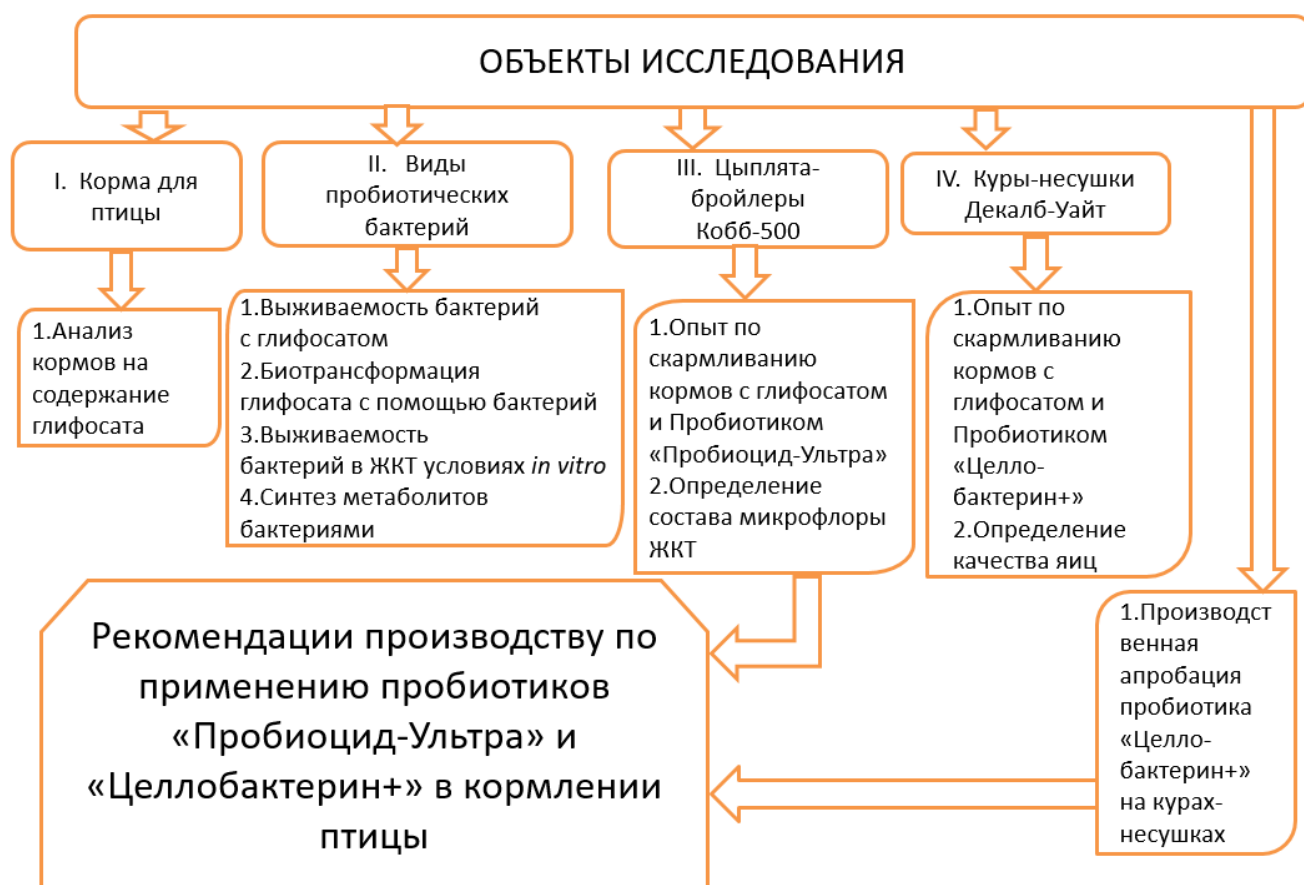 ОБЪЕКТЫ ИССЛЕДОВАНИЯ
I. Корма для
птицы
II. Виды
пробиотических
бактерий
III. Цыплята-
бройлеры
Кобб-500
IV. Куры-несушки
Декалб-Уайт
1.Анализ
кормов на
содержание
глифосата
1.Выживаемость бактерий
с глифосатом
2.Биотрансформация
глифосата с помощью бактерий
3.Выживаемость
бактерий в ЖКТ условиях in vitro
4.Синтез метаболитов
бактериями
1.Опыт по
скармливанию
кормов с глифосатом
и Пробиотиком
«Пробиоцид-Ультра»
2.Определение
состава микрофлоры
ЖКТ
1.Опыт по
скармливанию
кормов с
глифосатом и
Пробиотиком
«Целло-
бактерин+»
2.Определение
качества яиц
1.Производст
венная
апробация
пробиотика
«Целло-
бактерин+»
на курах-
несушках
Рекомендации производству по
применению пробиотиков
«Пробиоцид-Ультра» и
«Целлобактерин+» в кормлении
птицы